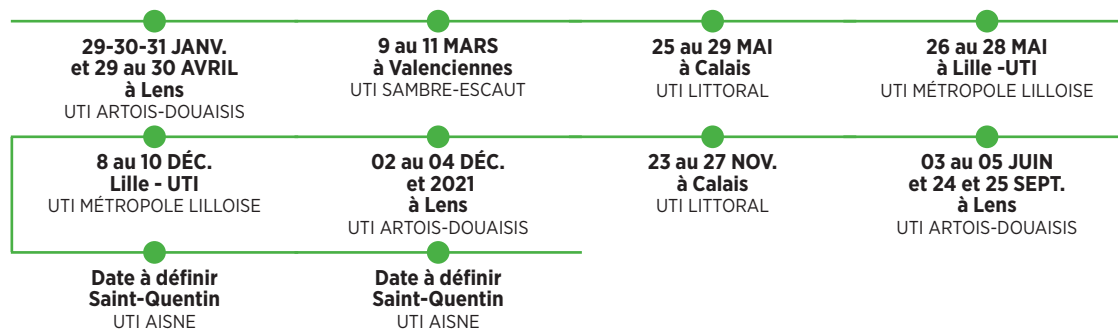 29-30-31 JANV.
et 29 au 30 AVRIL
à Lens
UTI ARTOIS-DOUAISIS
9 au 11 MARS
à Valenciennes
UTI SAMBRE-ESCAUT
25 au 29 MAI
à Calais
UTI LITTORAL
26 au 28 MAI
à Lille -UTI
UTI MÉTROPOLE LILLOISE
8 au 10 DÉC.
Lille - UTI
UTI MÉTROPOLE LILLOISE
02 au 04 DÉC.
et 2021
à Lens
UTI ARTOIS-DOUAISIS
23 au 27 NOV.
à Calais
UTI LITTORAL
03 au 05 JUIN
et 24 et 25 SEPT.
à Lens
UTI ARTOIS-DOUAISIS
Date à définir
Saint-Quentin
UTI AISNE
Date à définir
Saint-Quentin
UTI AISNE